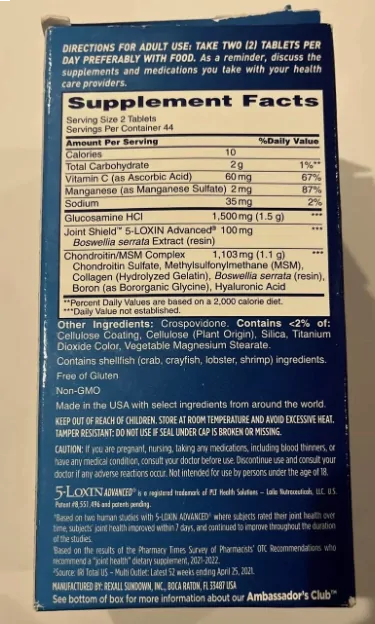 DIRECTIONS FOR ADULT USE: TAKE TWO (2) TABLETS PER
DAY PREFERABLY WITH FOOD. As a reminder, discuss the
supplements and medications you take with your health
care providers.
Supplement Facts
Serving Size 2 Tablets
Servings Per Container 44
Amount Per Serving %Daily Value
Calories 10
Total Carbohydrate 2 g 1%**
Vitamin C (as Ascorbic Acid) 60 mg 67%
Manganese (as Manganese Sulfate) 2 mg 87%
Sodium 35 mg 2%
Glucosamine HCl 1,500 mg (1.5 g) ***
Joint Shield™ 5-LOXIN Advanced® 100 mg ***
Boswellia serrata Extract (resin)
Chondroitin/MSM Complex 1,103 mg (1.1 g) ***
Chondroitin Sulfate, Methylsulfonylmethane (MSM),
Collagen (Hydrolyzed Gelatin), Boswellia serrata (resin),
Boron (as Bororganic Glycine), Hyaluronic Acid
**Percent Daily Values are based on a 2,000 calorie diet.
***Daily Value not established.
Other Ingredients: Crospovidone. Contains <2% of:
Cellulose Coating, Cellulose (Plant Origin), Silica, Titanium
Dioxide Color, Vegetable Magnesium Stearate.
Contains shellfish (crab, crayfish, lobster, shrimp) ingredients.
Free of Gluten
Non-GMO
Made in the USA with select ingredients from around the world.
KEEP OUT OF REACH OF CHILDREN. STORE AT ROOM TEMPERATURE AND AVOID EXCESSIVE HEAT.
TAMPER RESISTANT: DO NOT USE IF SEAL UNDER CAP IS BROKEN OR MISSING.
CAUTION: If you are pregnant, nursing, taking any medications, including blood thinners, or
have any medical condition, consult your doctor before use. Discontinue use and consult your
doctor if any adverse reactions occur. Not intended for use by persons under the age of 18.
5-LOXIN ADVANCED® is a registered trademark of PLT Health Solutions – Laila Nutraceuticals, LLC. U.S.
Patent #8,551,496 and patents pending.
Based on two human studies with 5-LOXIN ADVANCED® where subjects rated their joint health over
time, subjects' joint health improved within 7 days, and continued to improve throughout the duration
of the studies.
Based on the results of the Pharmacy Times Survey of Pharmacists' OTC Recommendations who
recommend a "joint health" dietary supplement, 2021-2022.
Source: IRI Total US – Multi Outlet: Latest 52 weeks ending April 25, 2021.
MANUFACTURED BY: REXALL SUNDOWN, INC., BOCA RATON, FL 33487 USA
See bottom of box for more information about our Ambassador's Club™